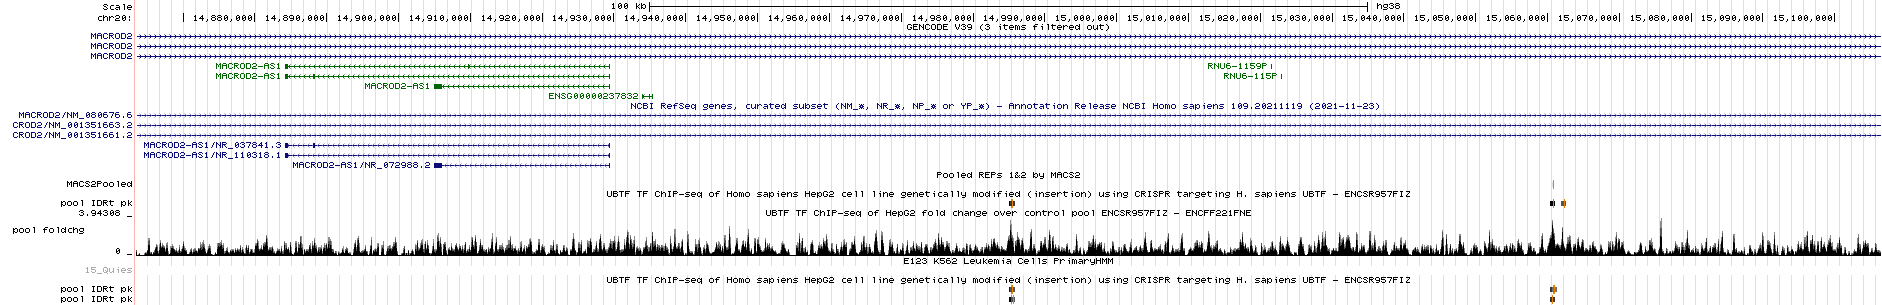 Scale 100 kb hg38
chr20: 14,880,000 14,890,000 14,900,000 14,910,000 14,920,000 14,930,000 14,940,000 14,950,000 14,960,000 14,970,000 14,980,000 14,990,000 15,000,000 15,010,000 15,020,000 15,030,000 15,040,000 15,050,000 15,060,000 15,070,000 15,080,000 15,090,000 15,100,000
GENCODE V39 (3 items filtered out)
MACROD2
MACROD2
MACROD2
MACROD2-AS1 RNU6-1159P
MACROD2-AS1 RNU6-115P
MACROD2-AS1
ENSG00000237832
NCBI RefSeq genes, curated subset (NM_*, NR_*, NP_* or YP_*) - Annotation Release NCBI Homo sapiens 109.20211119 (2021-11-23)
MACROD2/NM_080676.6
CROD2/NM_001351663.2
CROD2/NM_001351661.2
MACROD2-AS1/NR_037841.3
MACROD2-AS1/NR_110318.1
MACROD2-AS1/NR_072988.2
Pooled REPs 1&2 by MACS2
MACS2Pooled
UBTF TF ChIP-seq of Homo sapiens HepG2 cell line genetically modified (insertion) using CRISPR targeting H. sapiens UBTF - ENCSR957FIZ
pool IDRt pk
3.94308 _ UBTF TF ChIP-seq of HepG2 fold change over control pool ENCSR957FIZ - ENCFF221FNE
pool foldchg
0 _
E123 K562 Leukemia Cells PrimaryHMM
15_Quies
UBTF TF ChIP-seq of Homo sapiens HepG2 cell line genetically modified (insertion) using CRISPR targeting H. sapiens UBTF - ENCSR957FIZ
pool IDRt pk
pool IDRt pk